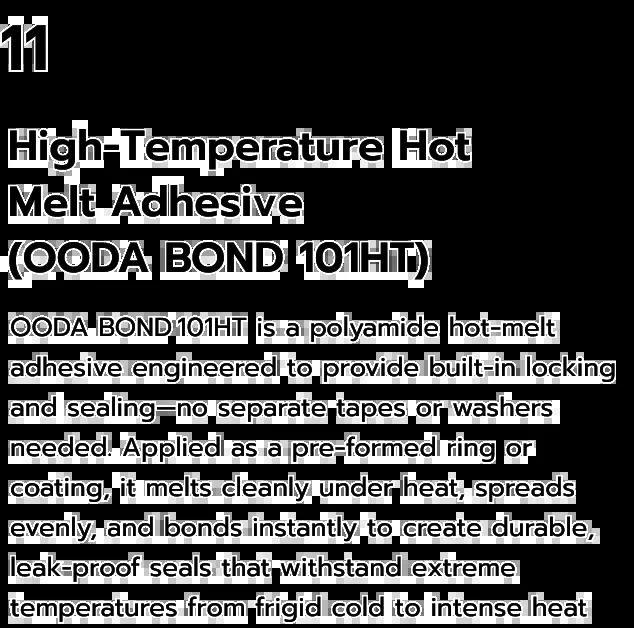 11
High-Temperature Hot
Melt Adhesive
(OODA BOND 101HT)
OODA BOND 101HT is a polyamide hot-melt
adhesive engineered to provide built-in locking
and sealing—no separate tapes or washers
needed. Applied as a pre-formed ring or
coating, it melts cleanly under heat, spreads
evenly, and bonds instantly to create durable,
leak-proof seals that withstand extreme
temperatures from frigid cold to intense heat